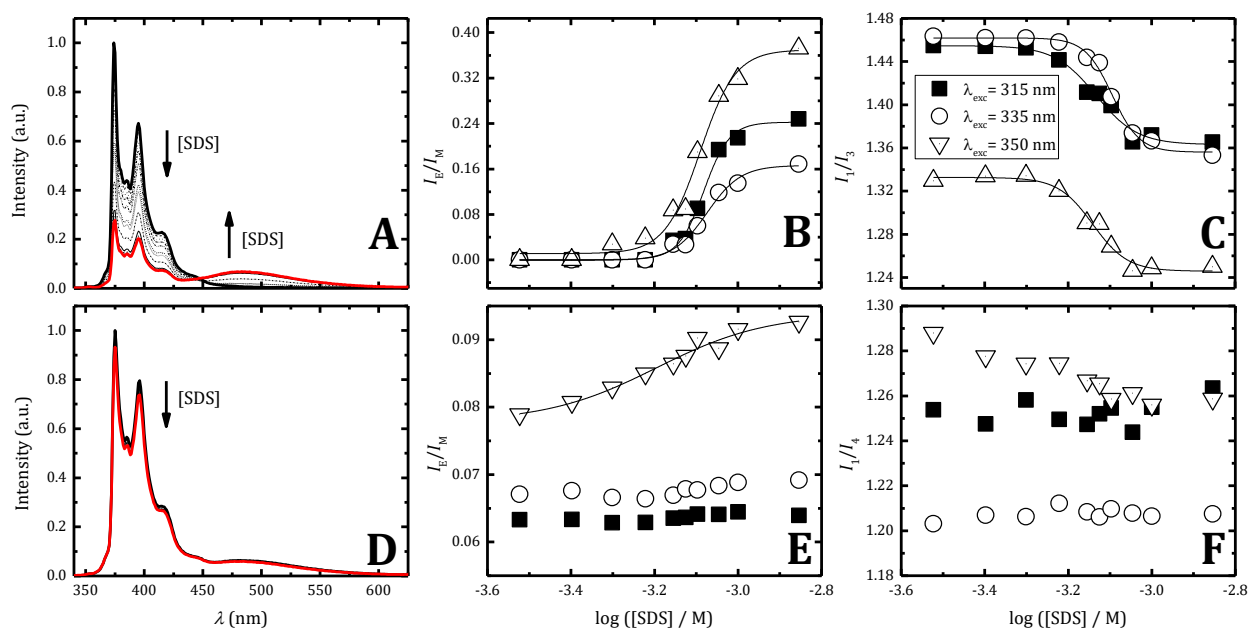 1.0
0.8
0.6
0.4
0.2
0.0
Intensity (a.u.)
[SDS]
[SDS]
A
0.40
0.32
0.24
0.16
0.08
0.00
I_E/I_M
B
1.48
1.44
1.40
1.36
1.32
1.28
1.24
I_1/I_3
λ_exc= 315 nm
λ_exc= 335 nm
λ_exc= 350 nm
C
1.0
0.8
0.6
0.4
0.2
0.0
350 400 450 500 550 600
Intensity (a.u.)
λ (nm)
[SDS]
D
0.09
0.08
0.07
0.06
-3.6 -3.4 -3.2 -3.0 -2.8
I_E/I_M
log ([SDS] / M)
E
1.30
1.28
1.26
1.24
1.22
1.20
1.18
-3.6 -3.4 -3.2 -3.0 -2.8
I_1/I_4
log ([SDS] / M)
F